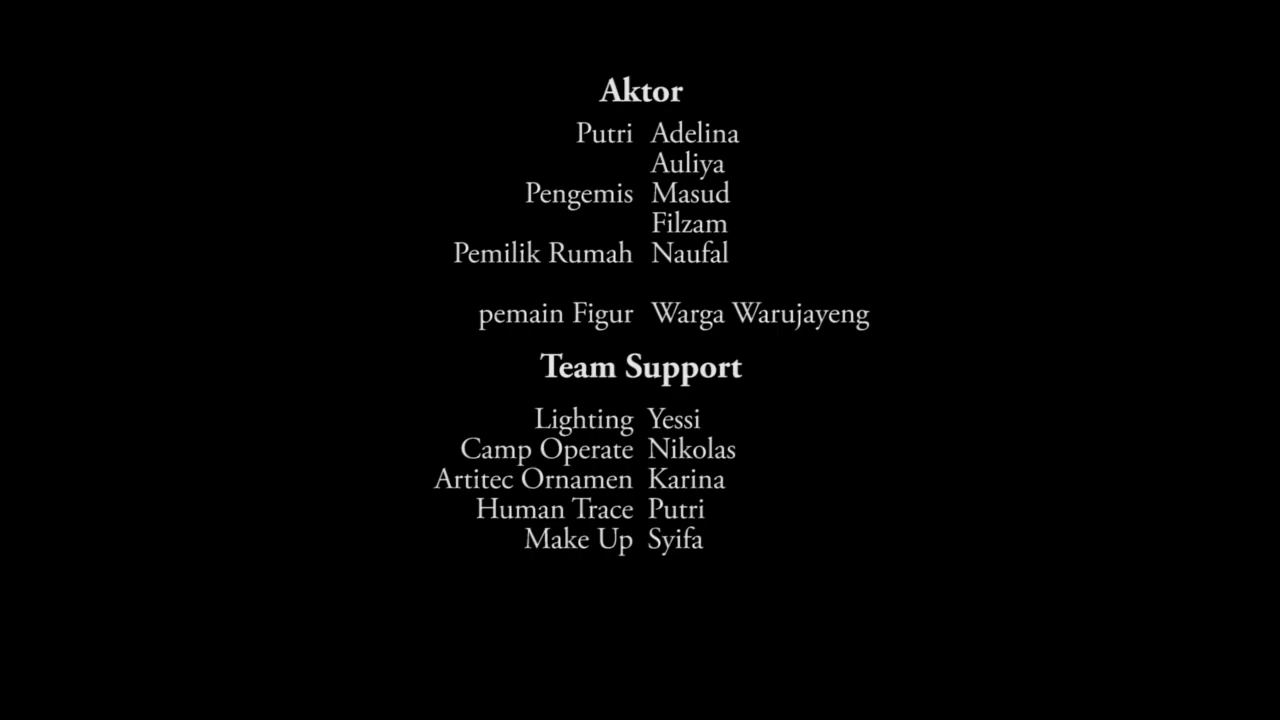 Aktor
Putri Adelina
Auliya
Pengemis Masud
Filzam
Pemilik Rumah Naufal
pemain Figur Warga Warujayeng
Team Support
Lighting Yessi
Camp Operate Nikolas
Artitec Ornamen Karina
Human Trace Putri
Make Up Syifa